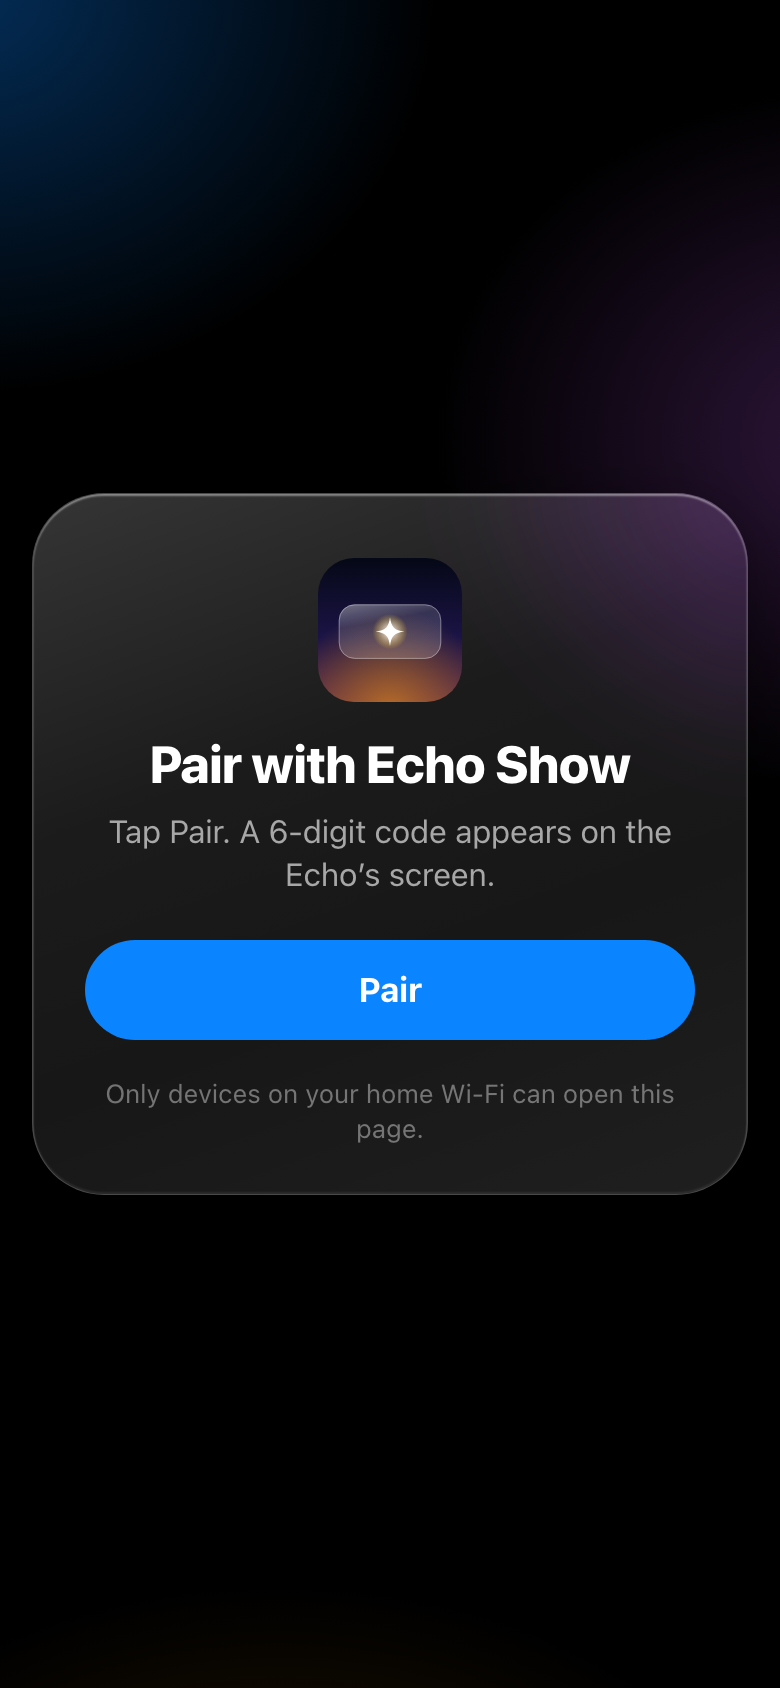 Pair with Echo Show
Tap Pair. A 6-digit code appears on the
Echo’s screen.
Pair
Only devices on your home Wi-Fi can open this
page.